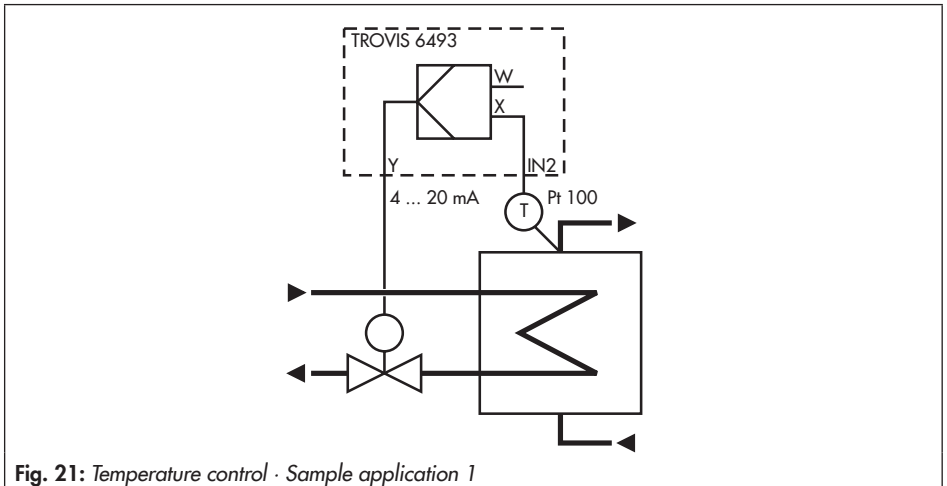 TROVIS 6493
W
X
Y
IN2
4 ... 20 mA
Pt 100
T
Fig. 21: Temperature control · Sample application 1